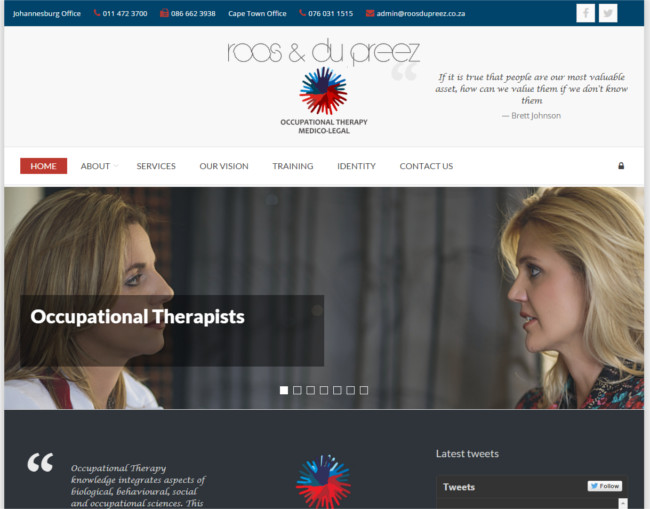 Johannesburg Office 011 472 3700 086 662 3938 Cape Town Office 076 031 1515 admin@roosdupreez.co.za
roos & du preez
OCCUPATIONAL THERAPY
MEDICO-LEGAL
If it is true that people are our most valuable
asset, how can we value them if we don't know
them
— Brett Johnson
HOME ABOUT SERVICES OUR VISION TRAINING IDENTITY CONTACT US
Occupational Therapists
Occupational Therapy
knowledge integrates aspects of
biological, behavioural, social
and occupational sciences. This
Latest tweets
Tweets Follow